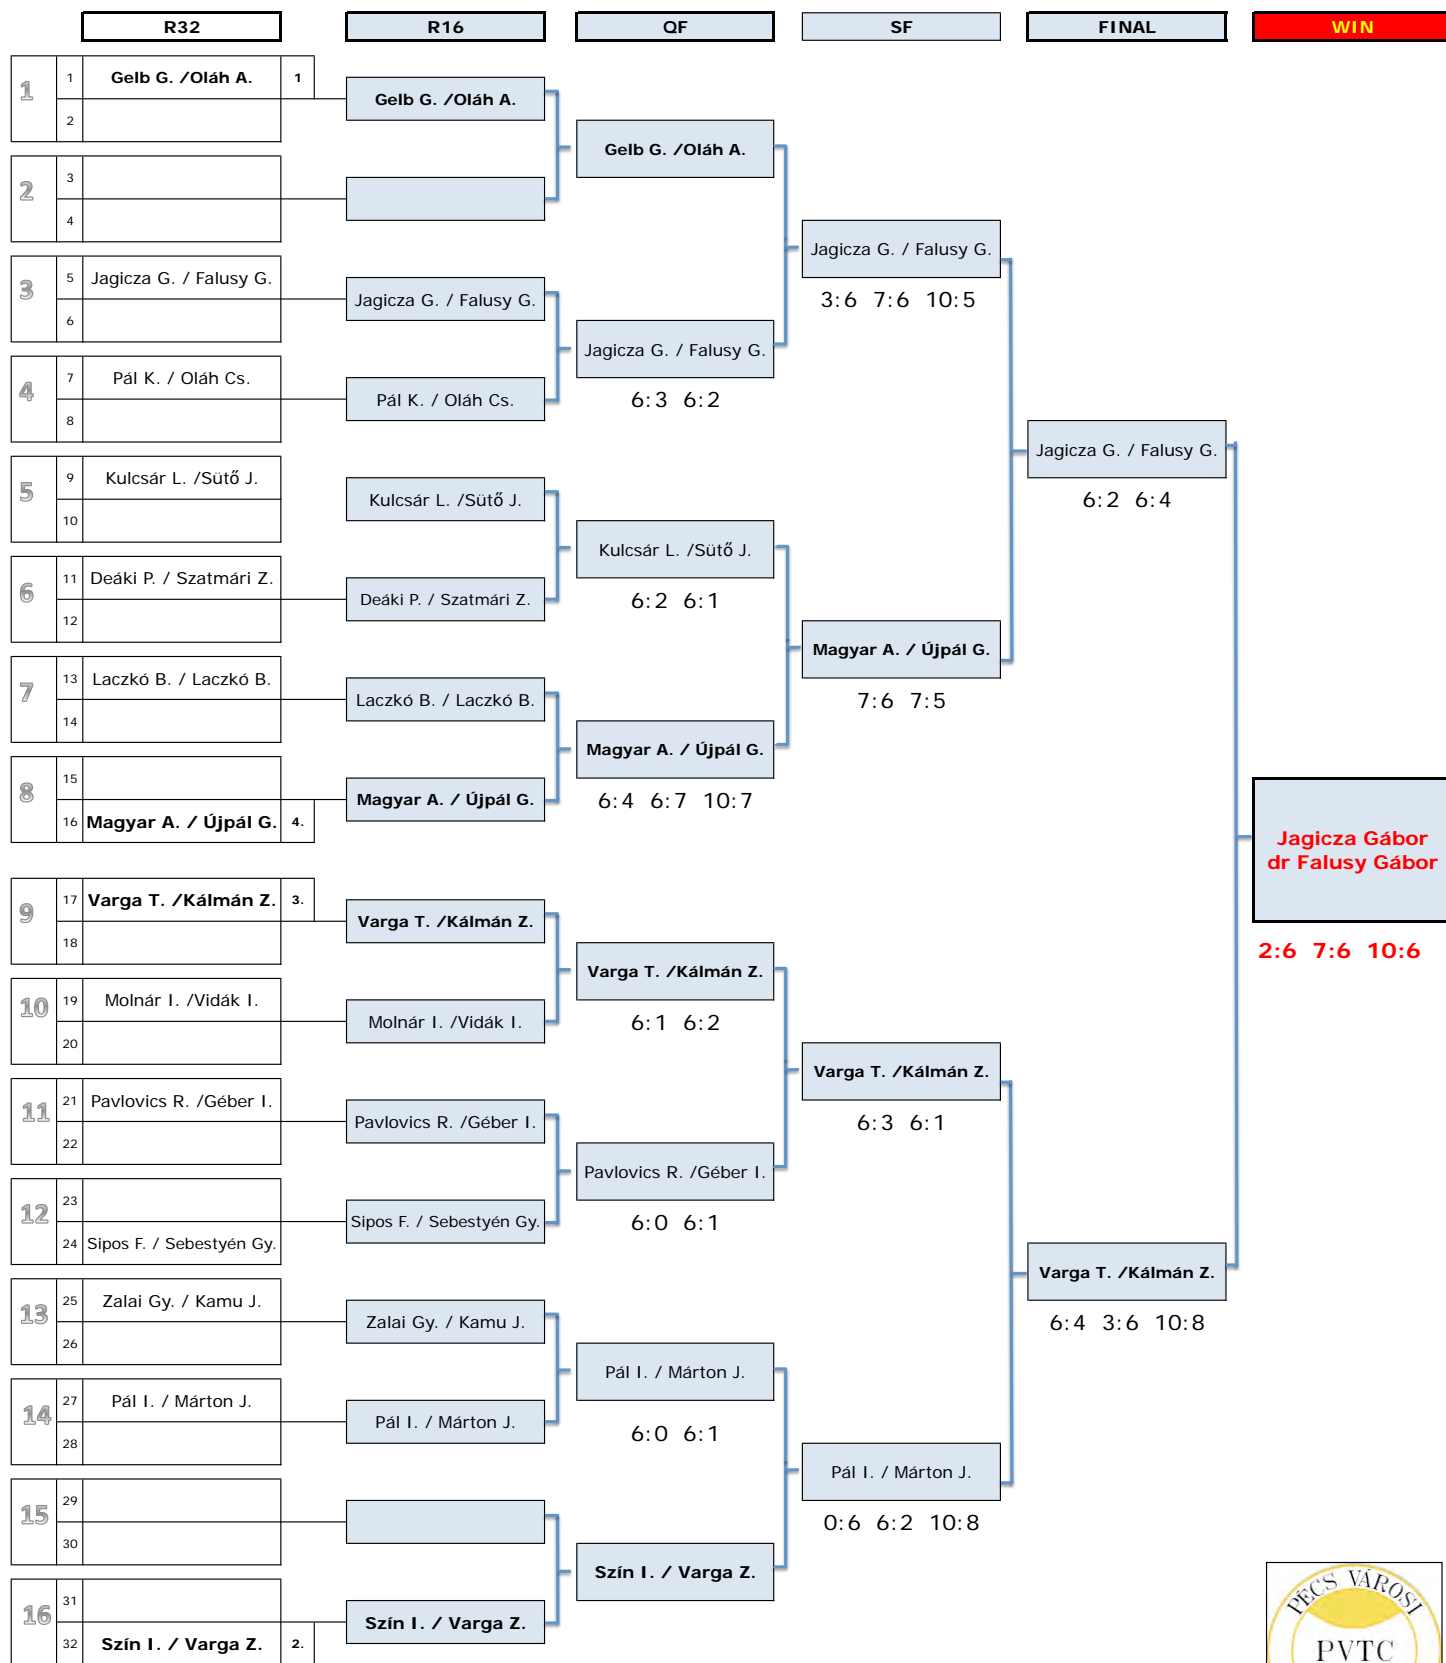 R32 R16 QF SF FINAL WIN
1 1 Gelb G. /Oláh A. 1
2
Gelb G. /Oláh A.
Gelb G. /Oláh A.
2 3
4
Jagicza G. / Falusy G.
3:6 7:6 10:5
3 5 Jagicza G. / Falusy G.
6
Jagicza G. / Falusy G.
Jagicza G. / Falusy G.
6:3 6:2
4 7 Pál K. / Oláh Cs.
8
Pál K. / Oláh Cs.
Jagicza G. / Falusy G.
6:2 6:4
5 9 Kulcsár L. /Sütő J.
10
Kulcsár L. /Sütő J.
Kulcsár L. /Sütő J.
6:2 6:1
6 11 Deáki P. / Szatmári Z.
12
Deáki P. / Szatmári Z.
Magyar A. / Újpál G.
7:6 7:5
7 13 Laczkó B. / Laczkó B.
14
Laczkó B. / Laczkó B.
Magyar A. / Újpál G.
6:4 6:7 10:7
8 15
16 Magyar A. / Újpál G. 4.
Magyar A. / Újpál G.
Jagicza Gábor
dr Falusy Gábor
2:6 7:6 10:6
9 17 Varga T. /Kálmán Z. 3.
18
Varga T. /Kálmán Z.
Varga T. /Kálmán Z.
6:1 6:2
10 19 Molnár I. /Vidák I.
20
Molnár I. /Vidák I.
Varga T. /Kálmán Z.
6:3 6:1
11 21 Pavlovics R. /Géber I.
22
Pavlovics R. /Géber I.
Pavlovics R. /Géber I.
6:0 6:1
12 23
24 Sipos F. / Sebestyén Gy.
Sipos F. / Sebestyén Gy.
Varga T. /Kálmán Z.
6:4 3:6 10:8
13 25 Zalai Gy. / Kamu J.
26
Zalai Gy. / Kamu J.
Pál I. / Márton J.
6:0 6:1
14 27 Pál I. / Márton J.
28
Pál I. / Márton J.
Pál I. / Márton J.
0:6 6:2 10:8
15 29
30
Szín I. / Varga Z.
16 31
32 Szín I. / Varga Z. 2.
Szín I. / Varga Z.
PÉCS VÁROSI
PVTC